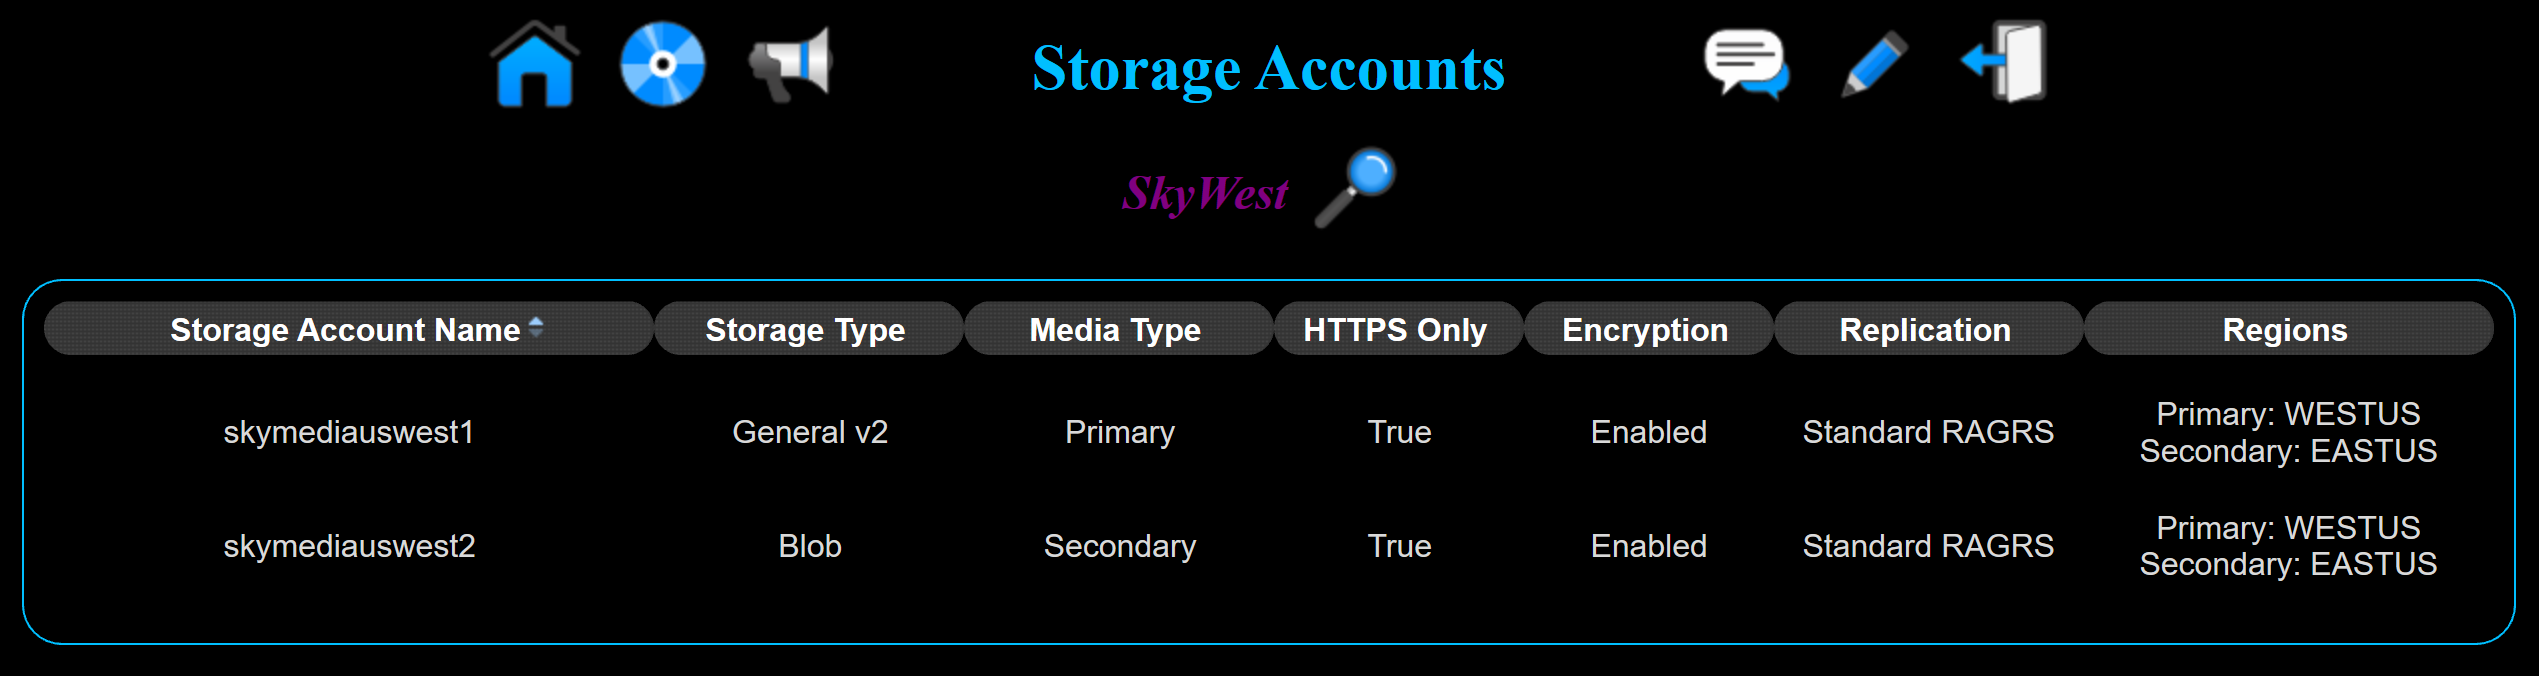 Storage Accounts
SkyWest
Storage Account Name Storage Type Media Type HTTPS Only Encryption Replication Regions
skymediauswest1 General v2 Primary True Enabled Standard RAGRS Primary: WESTUS
Secondary: EASTUS
skymediauswest2 Blob Secondary True Enabled Standard RAGRS Primary: WESTUS
Secondary: EASTUS